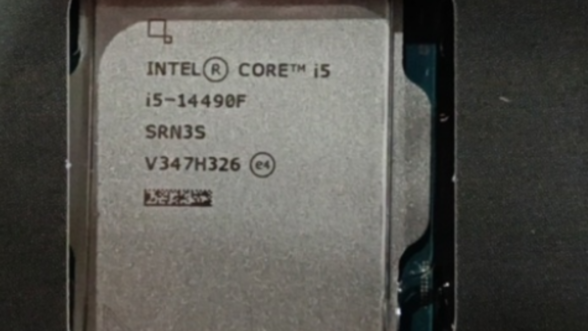 INTEL® CORE™ i5
i5-14490F
SRN3S
V347H326 e4